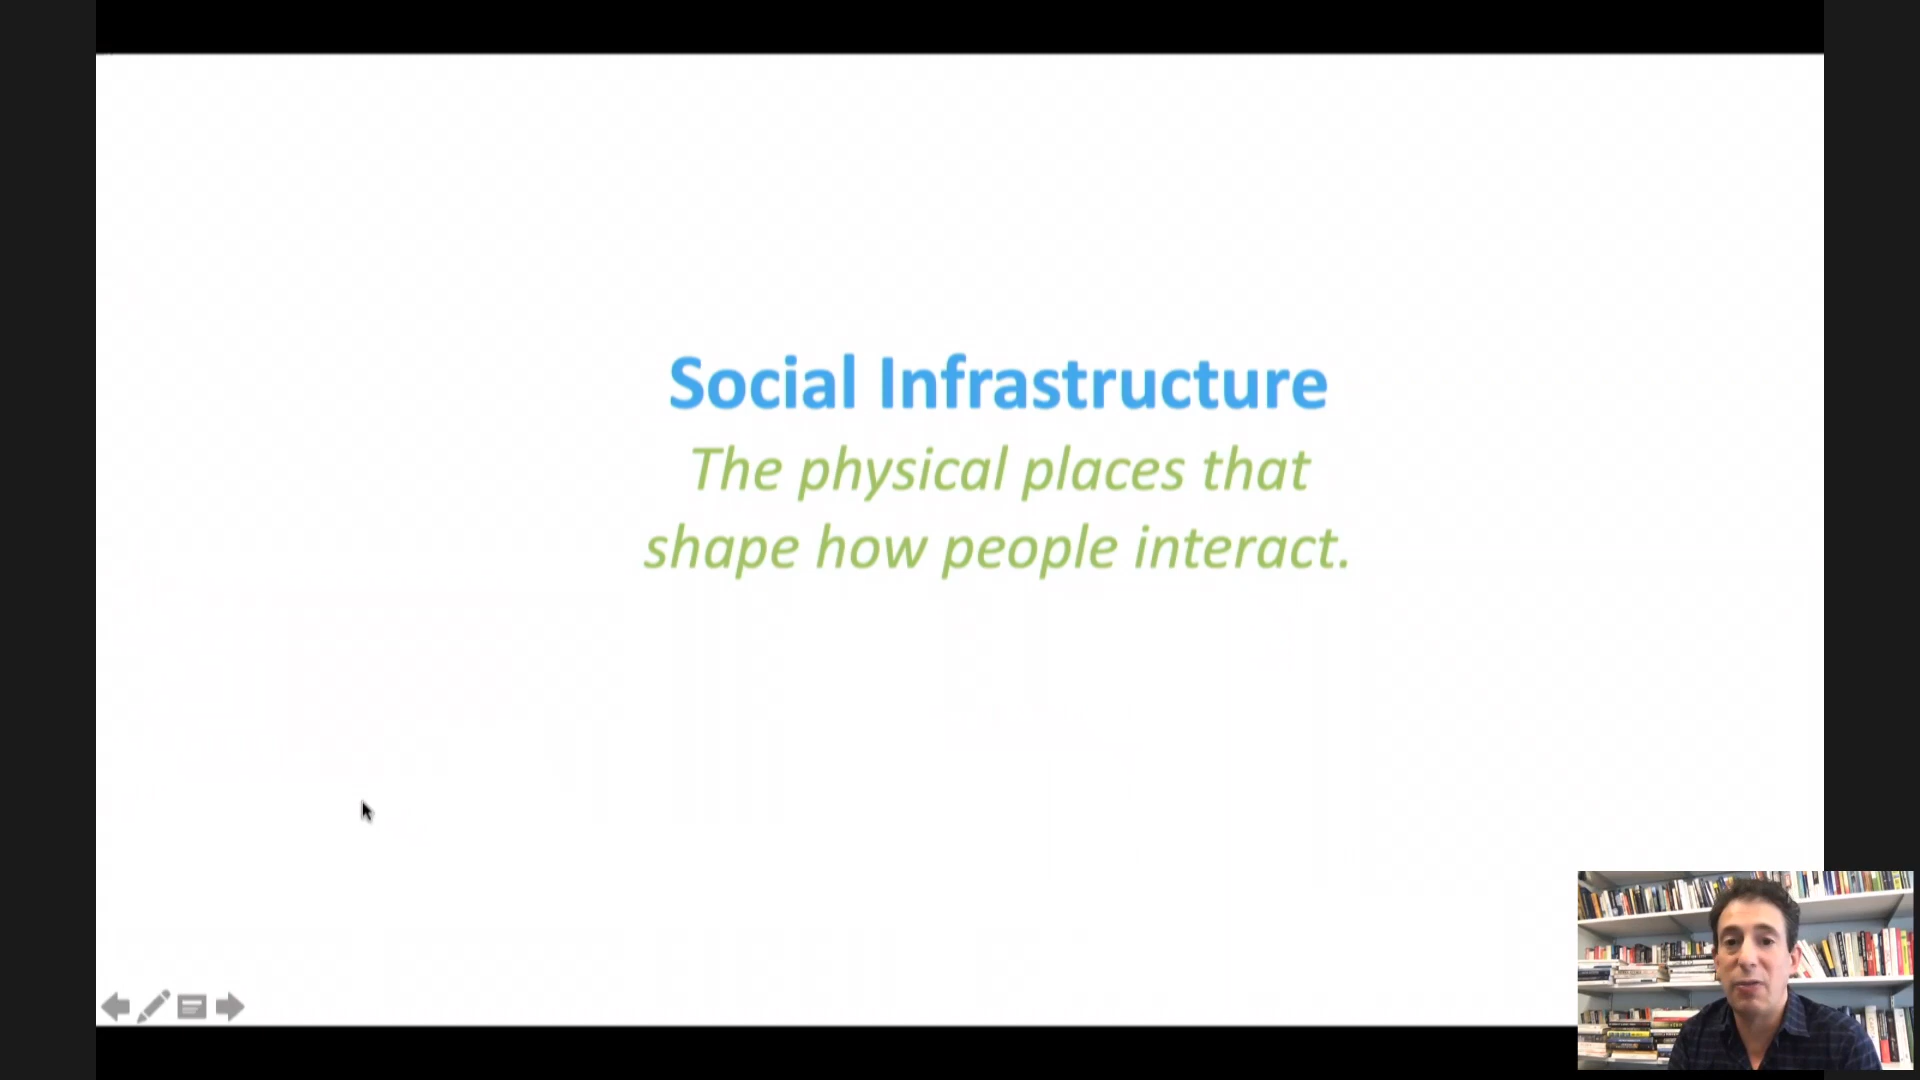 Social Infrastructure
The physical places that
shape how people interact.